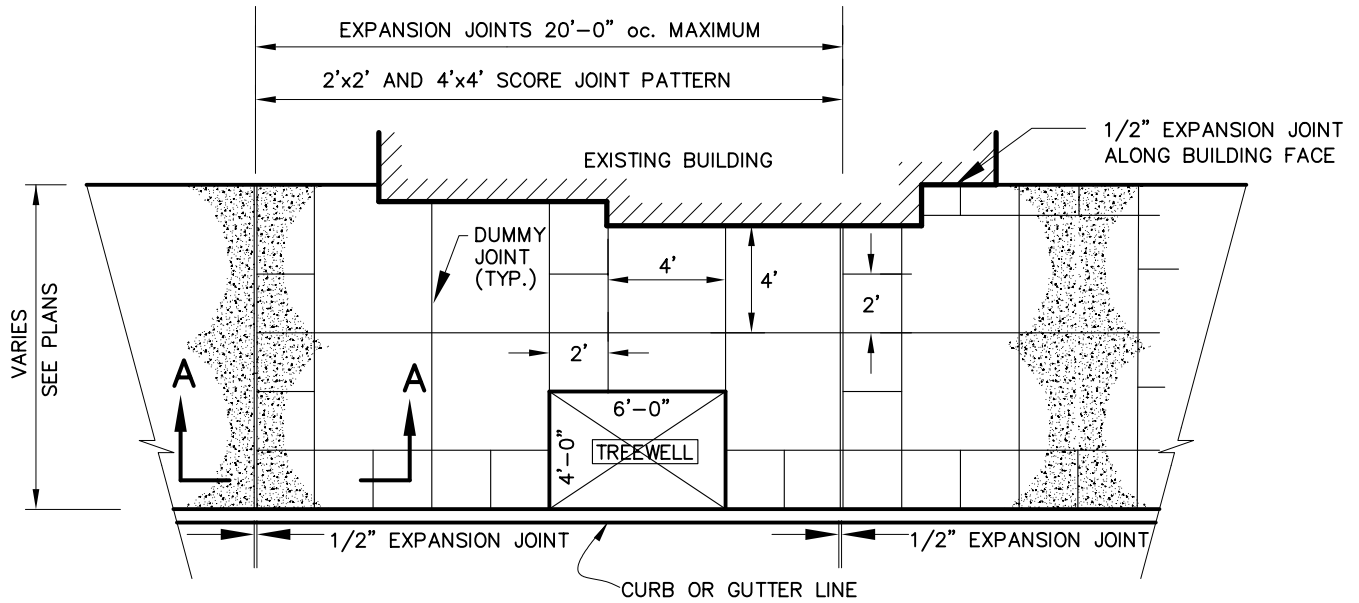 EXPANSION JOINTS 20'-0" oc. MAXIMUM
2'x2' AND 4'x4' SCORE JOINT PATTERN
1/2" EXPANSION JOINT
ALONG BUILDING FACE
EXISTING BUILDING
DUMMY
JOINT
(TYP.)
4'
4'
2'
VARIES
SEE PLANS
2'
A
A
6'-0"
4'-0"
TREEWELL
1/2" EXPANSION JOINT
1/2" EXPANSION JOINT
CURB OR GUTTER LINE